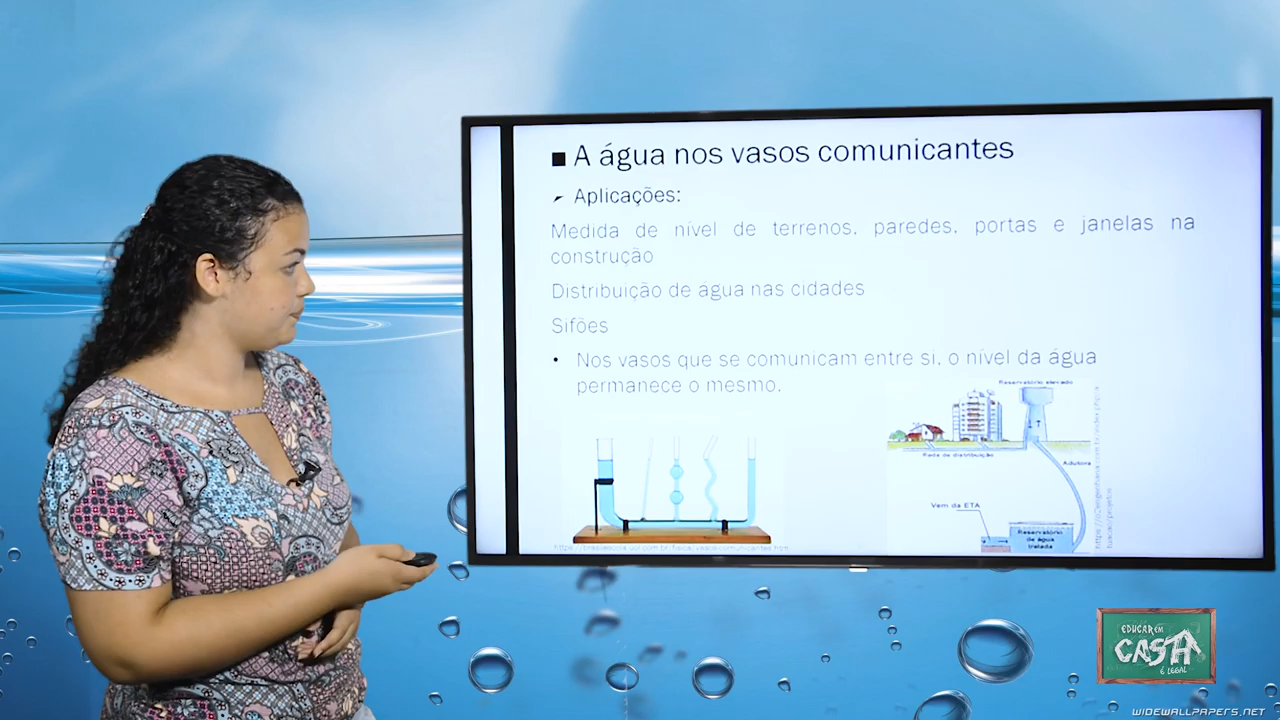 ■ A água nos vasos comunicantes
Aplicações:
Medida de nível de terrenos, paredes, portas e janelas na
construção
Distribuição de água nas cidades
Sifões
• Nos vasos que se comunicam entre si, o nível da água
permanece o mesmo.
Reservatório elevado
Rede de distribuição
Adutora
Vem da ETA
Reservatório
de água
tratada
EDUCAR EM
CASA
É LEGAL
WIDEWALLPAPERS.NET